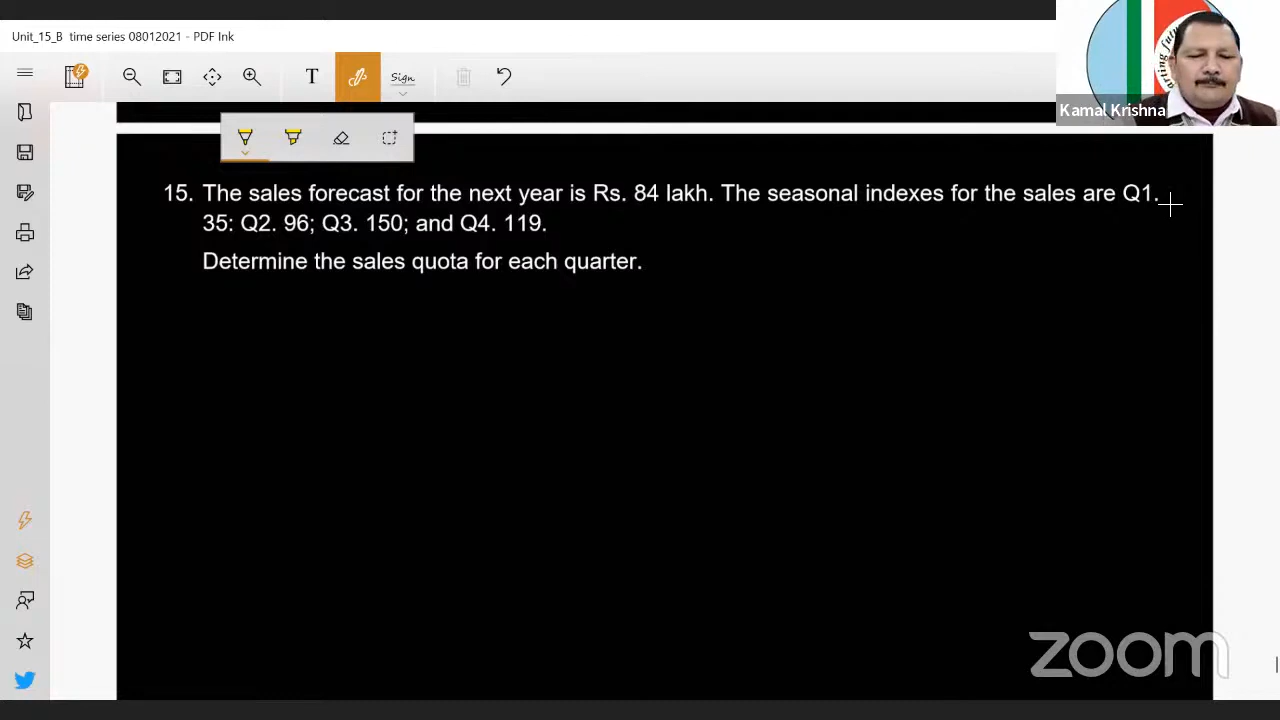 Unit_15_B time series 08012021 - PDF Ink
T
Sign
Kamal Krishna
15. The sales forecast for the next year is Rs. 84 lakh. The seasonal indexes for the sales are Q1.
35: Q2. 96; Q3. 150; and Q4. 119.
Determine the sales quota for each quarter.
zoom